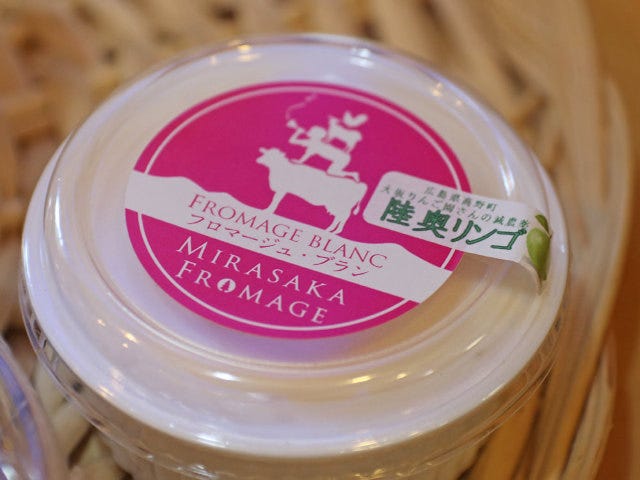 FROMAGE BLANC
フロマージュ・ブラン
MIRASAKA
FROMAGE
広島県高野町
大坂りんご園さんの減農薬
陸奥リンゴ